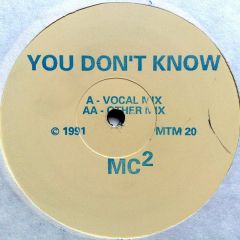 YOU DON'T KNOW
A - VOCAL MIX
AA - OTHER MIX
© 1991 MTM 20
MC²